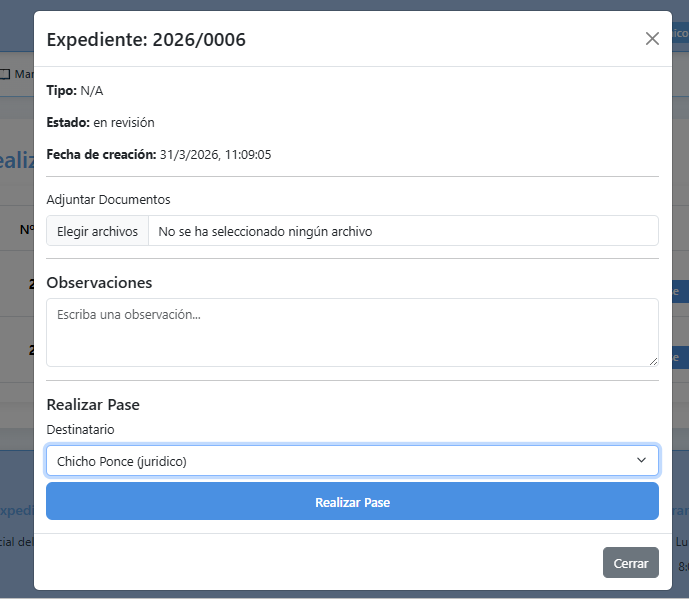 Expediente: 2026/0006
Tipo: N/A
Estado: en revisión
Fecha de creación: 31/3/2026, 11:09:05
Adjuntar Documentos
Elegir archivos No se ha seleccionado ningún archivo
Observaciones
Escriba una observación...
Realizar Pase
Destinatario
Chicho Ponce (juridico)
Realizar Pase
Cerrar
Nº